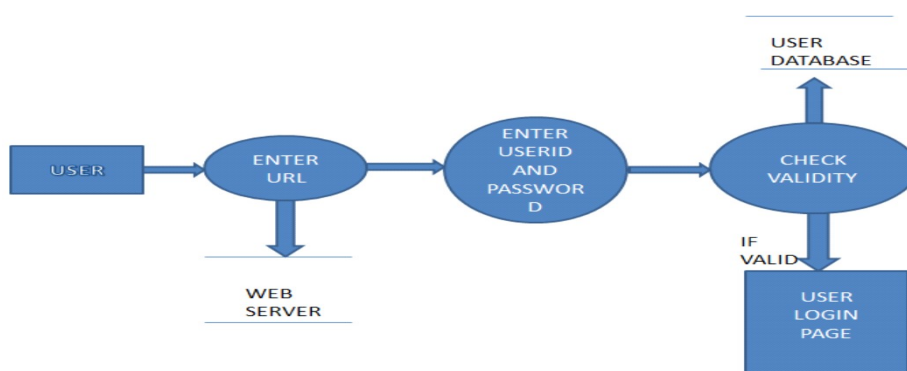 USER
ENTER
URL
WEB
SERVER
ENTER
USERID
AND
PASSWOR
D
CHECK
VALIDITY
USER
DATABASE
IF
VALID
USER
LOGIN
PAGE